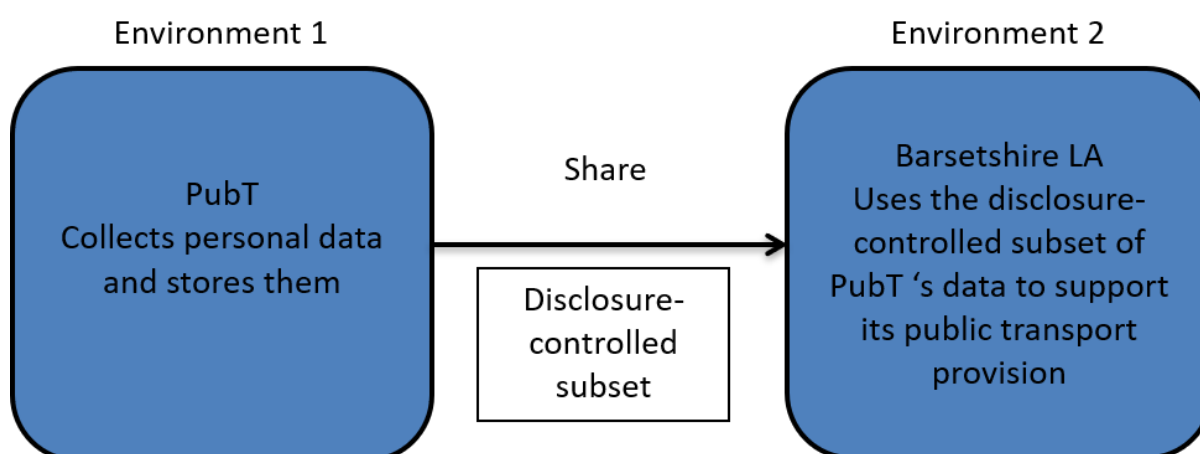 Environment 1
Environment 2
PubT
Collects personal data
and stores them
Share
Disclosure-
controlled
subset
Barsetshire LA
Uses the disclosure-
controlled subset of
PubT ‘s data to support
its public transport
provision